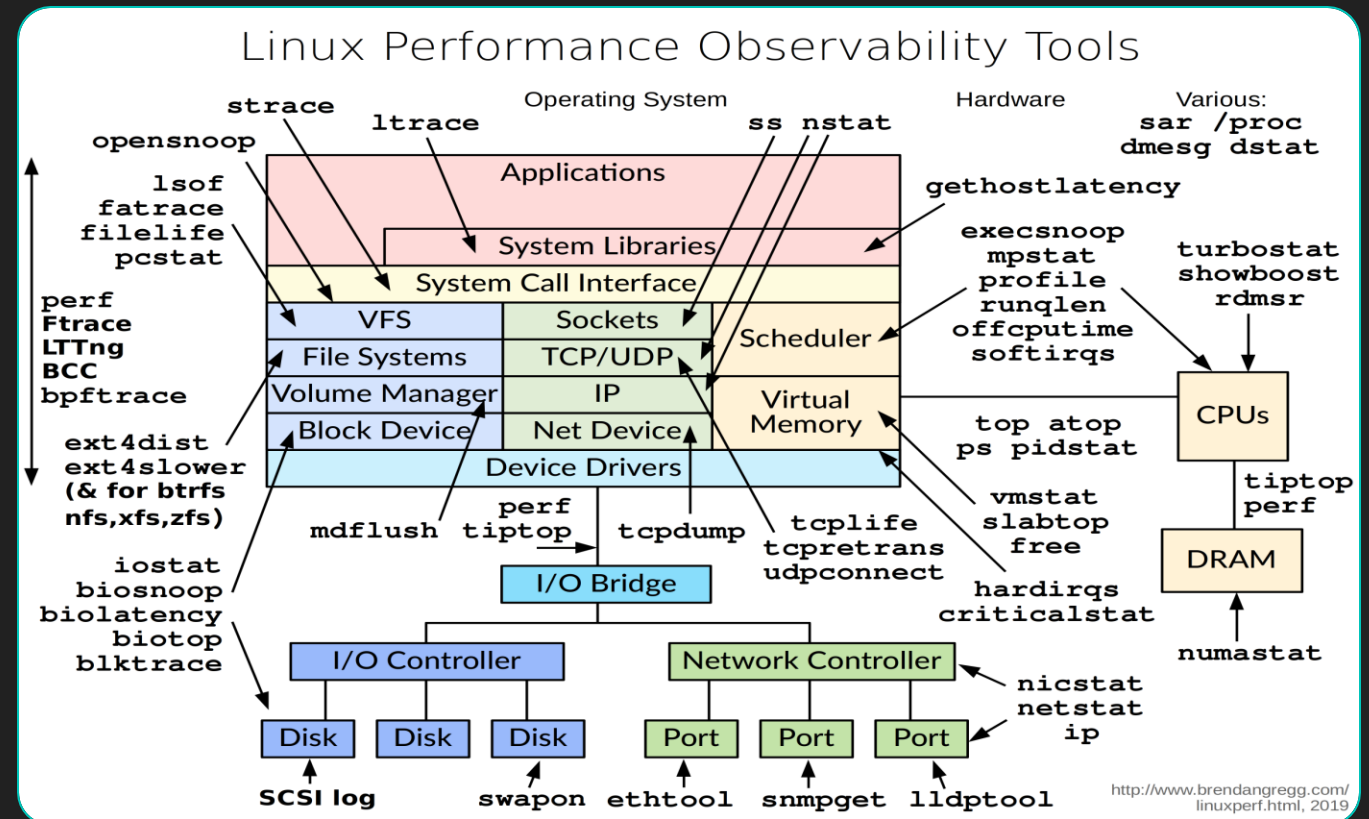 Linux Performance Observability Tools
Operating System
Hardware
Various:
sar /proc
dmesg dstat
strace
ltrace
ss nstat
opensnoop
lsof
fatrace
filelife
pcstat
gethostlatency
Applications
System Libraries
System Call Interface
VFS
Sockets
Scheduler
File Systems
TCP/UDP
Volume Manager
IP
Virtual
Memory
Block Device
Net Device
Device Drivers
execsnoop
mpstat
profile
runqlen
offcputime
softirqs
turbostat
showboost
rdmsr
perf
Ftrace
LTTng
BCC
bpftrace
CPUs
top atop
ps pidstat
ext4dist
ext4slower
(& for btrfs
nfs,xfs,zfs)
mdflush
perf
tiptop
tcpdump
tcplife
tcpretrans
udpconnect
vmstat
slabtop
free
tiptop
perf
DRAM
hardirqs
criticalstat
numastat
iostat
biosnoop
biolatency
biotop
blktrace
I/O Bridge
I/O Controller
Network Controller
nicstat
netstat
ip
Disk
Disk
Disk
Port
Port
Port
SCSI log
swapon
ethtool
snmpget
lldptool
http://www.brendangregg.com/
linuxperf.html, 2019